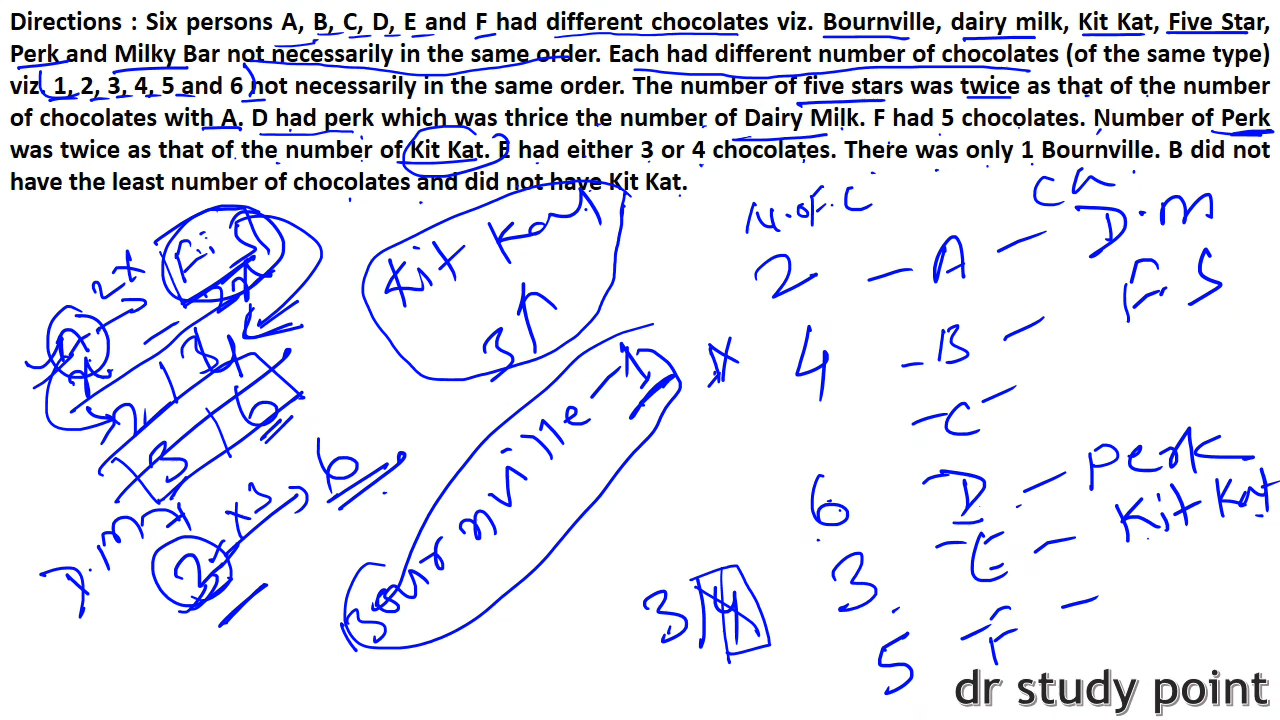 Directions : Six persons A, B, C, D, E and F had different chocolates viz. Bournville, dairy milk, Kit Kat, Five Star,
Perk and Milky Bar not necessarily in the same order. Each had different number of chocolates (of the same type)
viz. 1, 2, 3, 4, 5 and 6 not necessarily in the same order. The number of five stars was twice as that of the number
of chocolates with A. D had perk which was thrice the number of Dairy Milk. F had 5 chocolates. Number of Perk
was twice as that of the number of Kit Kat. E had either 3 or 4 chocolates. There was only 1 Bournville. B did not
have the least number of chocolates and did not have Kit Kat.
N.of.C Ch
2 - A - D.M
F. S
Kit Kat
3
4 - B -
- C -
6 D - Perk
3 - E - Kit Kat
5 - F -
Bournville - 1
6
3 4
dr study point